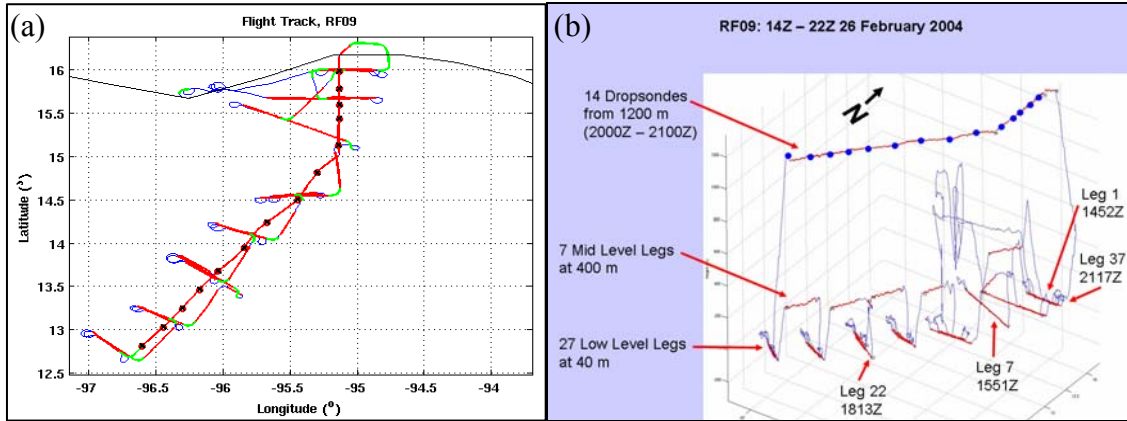 (a)
Flight Track, RF09
16
15.5
15
14.5
14
13.5
13
12.5
Latitude (°)
-97
-96.5
-96
-95.5
-95
-94.5
-94
Longitude (°)
(b)
RF09: 14Z – 22Z 26 February 2004
14 Dropsondes
from 1200 m
(2000Z – 2100Z)
N
Leg 1
1452Z
7 Mid Level Legs
at 400 m
Leg 37
2117Z
27 Low Level Legs
at 40 m
Leg 7
1551Z
Leg 22
1813Z